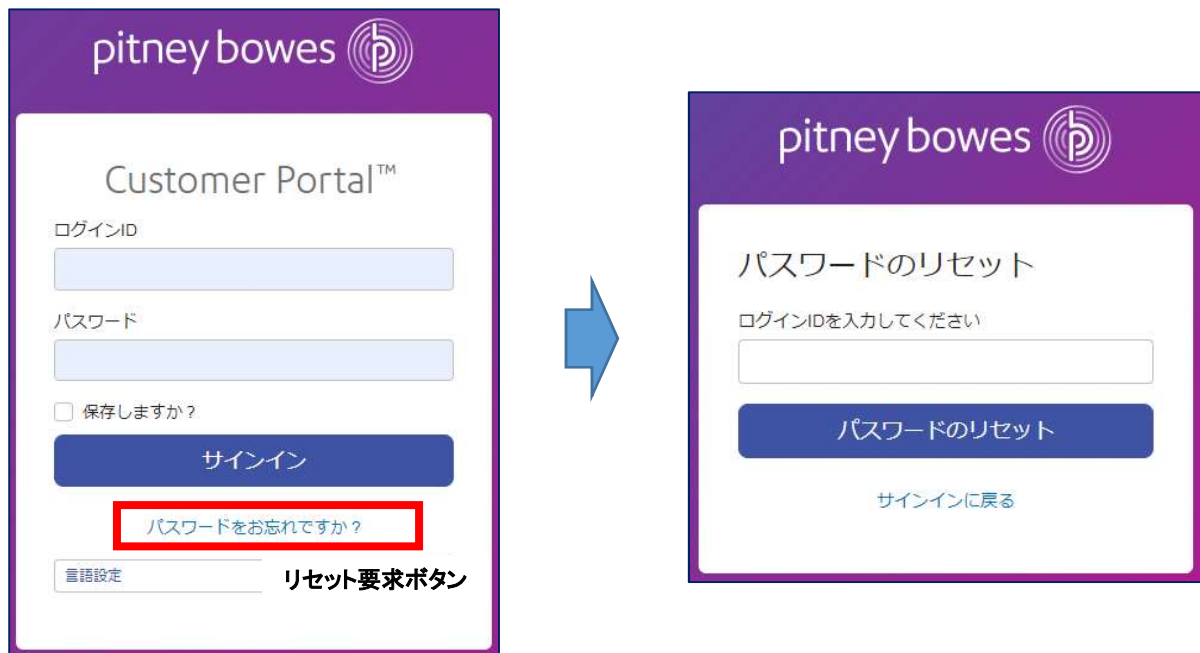 pitney bowes
Customer Portal™
ログインID
パスワード
保存しますか？
サインイン
パスワードをお忘れですか？
言語設定
リセット要求ボタン
pitney bowes
パスワードのリセット
ログインIDを入力してください
パスワードのリセット
サインインに戻る